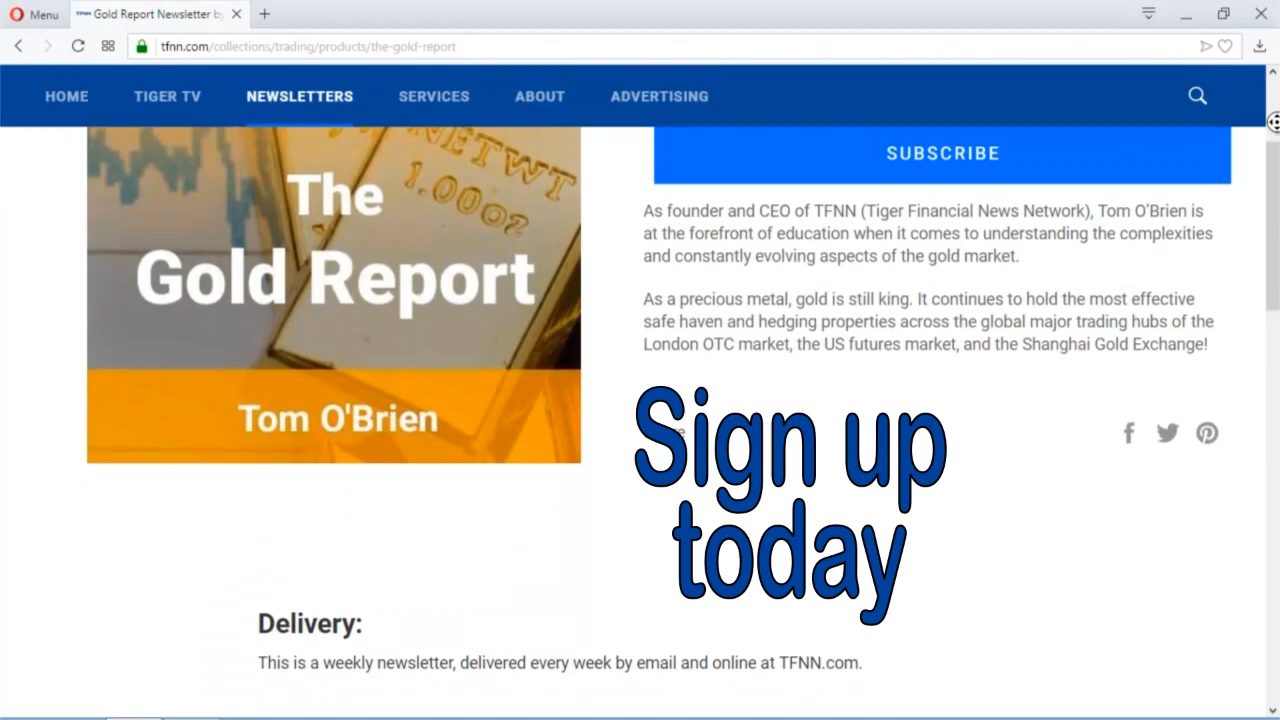 Menu
TFNN Gold Report Newsletter by
tfnn.com/collections/trading/products/the-gold-report
HOME
TIGER TV
NEWSLETTERS
SERVICES
ABOUT
ADVERTISING
NETWT
1.00oz
The
Gold Report
Tom O'Brien
SUBSCRIBE
As founder and CEO of TFNN (Tiger Financial News Network), Tom O’Brien is
at the forefront of education when it comes to understanding the complexities
and constantly evolving aspects of the gold market.
As a precious metal, gold is still king. It continues to hold the most effective
safe haven and hedging properties across the global major trading hubs of the
London OTC market, the US futures market, and the Shanghai Gold Exchange!
Sign up
today
Delivery:
This is a weekly newsletter, delivered every week by email and online at TFNN.com.